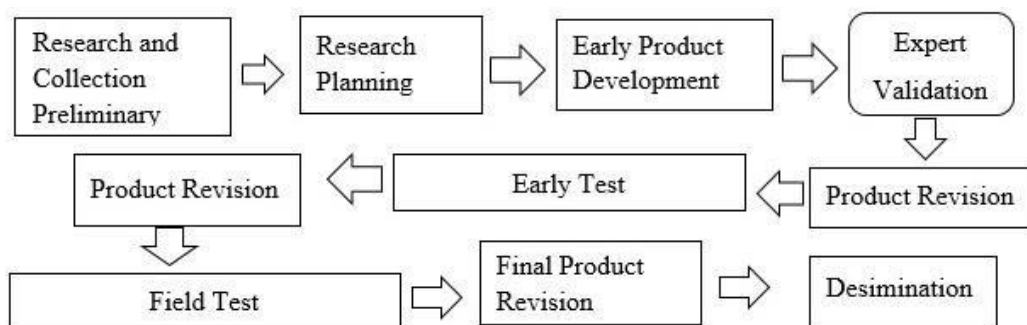 Research and
Collection
Preliminary
Research
Planning
Early Product
Development
Expert
Validation
Product Revision
Early Test
Product Revision
Field Test
Final Product
Revision
Desimination